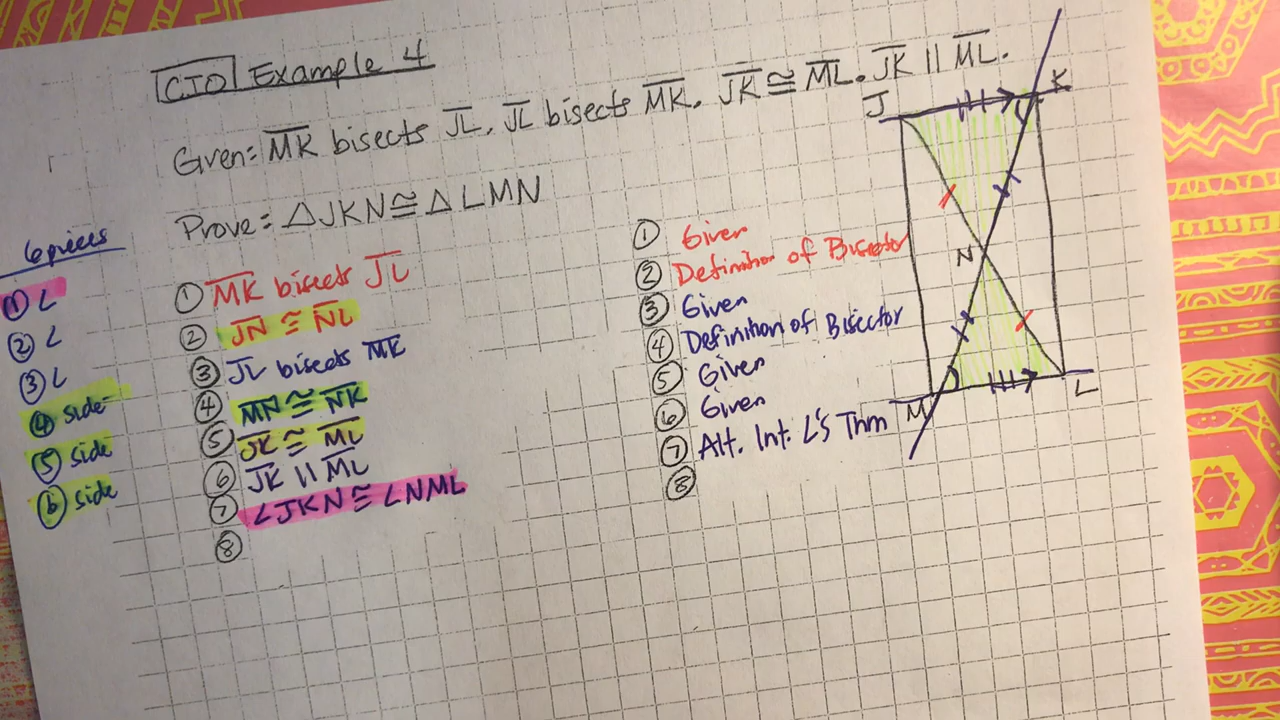 CIO Example 4
Given: MK bisects JL, JL bisects MK. JK ≅ ML. JK || ML.
Prove: △JKN ≅ △LMN
6 pieces
① ∠
② ∠
③ ∠
④ side
⑤ side
⑥ side
① MK bisects JL
② JN ≅ NL
③ JL bisects MK
④ MN ≅ NK
⑤ JK ≅ ML
⑥ JK || ML
⑦ ∠JKN ≅ ∠NML
⑧
① Given
② Definition of Bisector
③ Given
④ Definition of Bisector
⑤ Given
⑥ Given
⑦ Alt. Int. ∠'s Thm
⑧
J
K
N
M
L